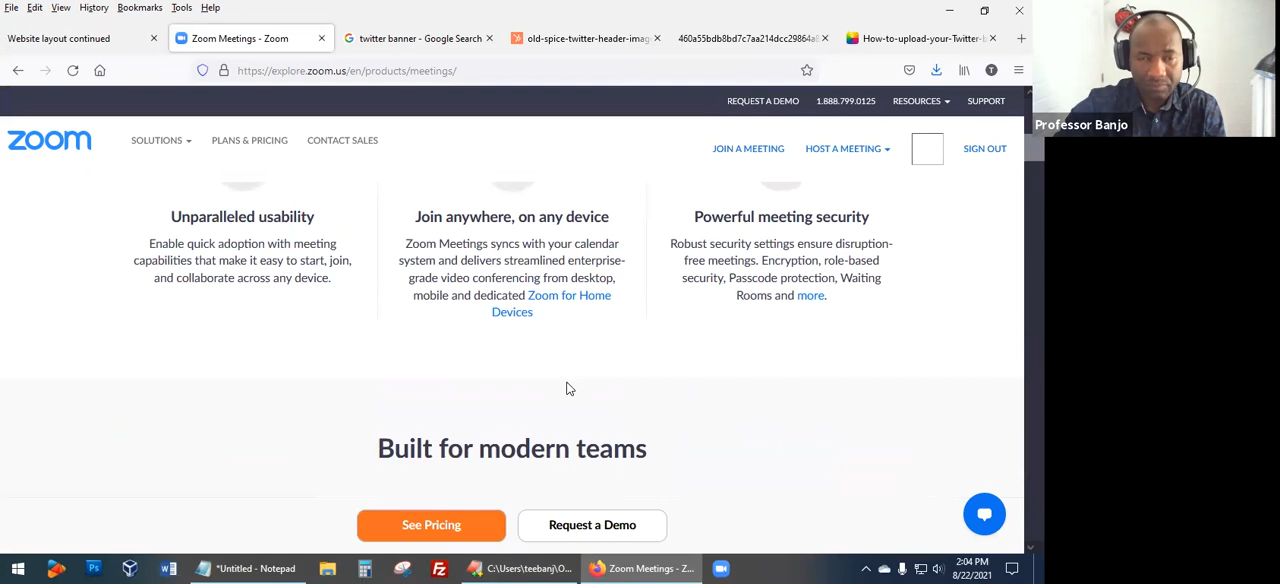 File Edit View History Bookmarks Tools Help
Website layout continued
Zoom Meetings - Zoom
twitter banner - Google Search
old-spice-twitter-header-imag
460a55bdb8bd7c7aa214dcc29864a
How-to-upload-your-Twitter-b
https://explore.zoom.us/en/products/meetings/
T
REQUEST A DEMO 1.888.799.0125 RESOURCES SUPPORT
zoom SOLUTIONS PLANS & PRICING CONTACT SALES
JOIN A MEETING HOST A MEETING SIGN OUT
Professor Banjo
Unparalleled usability
Enable quick adoption with meeting
capabilities that make it easy to start, join,
and collaborate across any device.
Join anywhere, on any device
Zoom Meetings syncs with your calendar
system and delivers streamlined enterprise-
grade video conferencing from desktop,
mobile and dedicated Zoom for Home
Devices
Powerful meeting security
Robust security settings ensure disruption-
free meetings. Encryption, role-based
security, Passcode protection, Waiting
Rooms and more.
Built for modern teams
See Pricing
Request a Demo
Ps
W
*Untitled - Notepad
Fz
C:\Users\teebanj\O...
Zoom Meetings - Z...
2:04 PM
8/22/2021